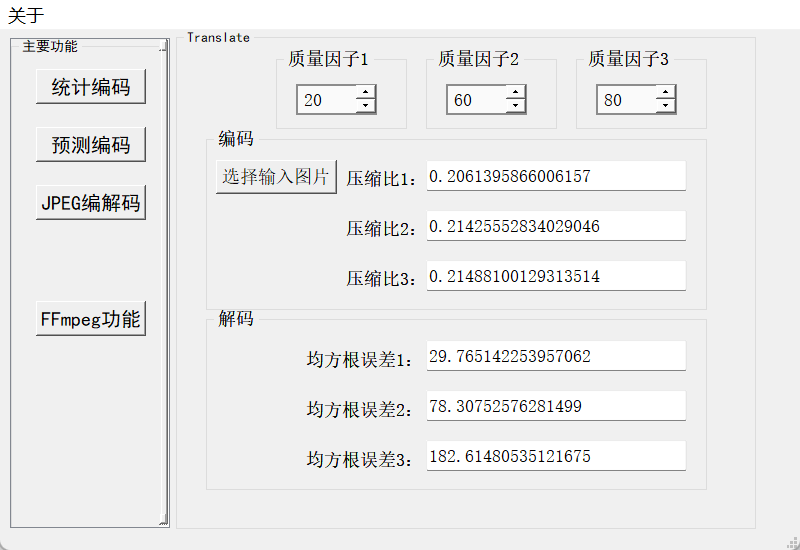 关于
主要功能
统计编码
预测编码
JPEG编解码
FFmpeg功能
Translate
质量因子1
20
质量因子2
60
质量因子3
80
编码
选择输入图片
压缩比1：
0.2061395866006157
压缩比2：
0.21425552834029046
压缩比3：
0.21488100129313514
解码
均方根误差1：
29.765142253957062
均方根误差2：
78.30752576281499
均方根误差3：
182.61480535121675